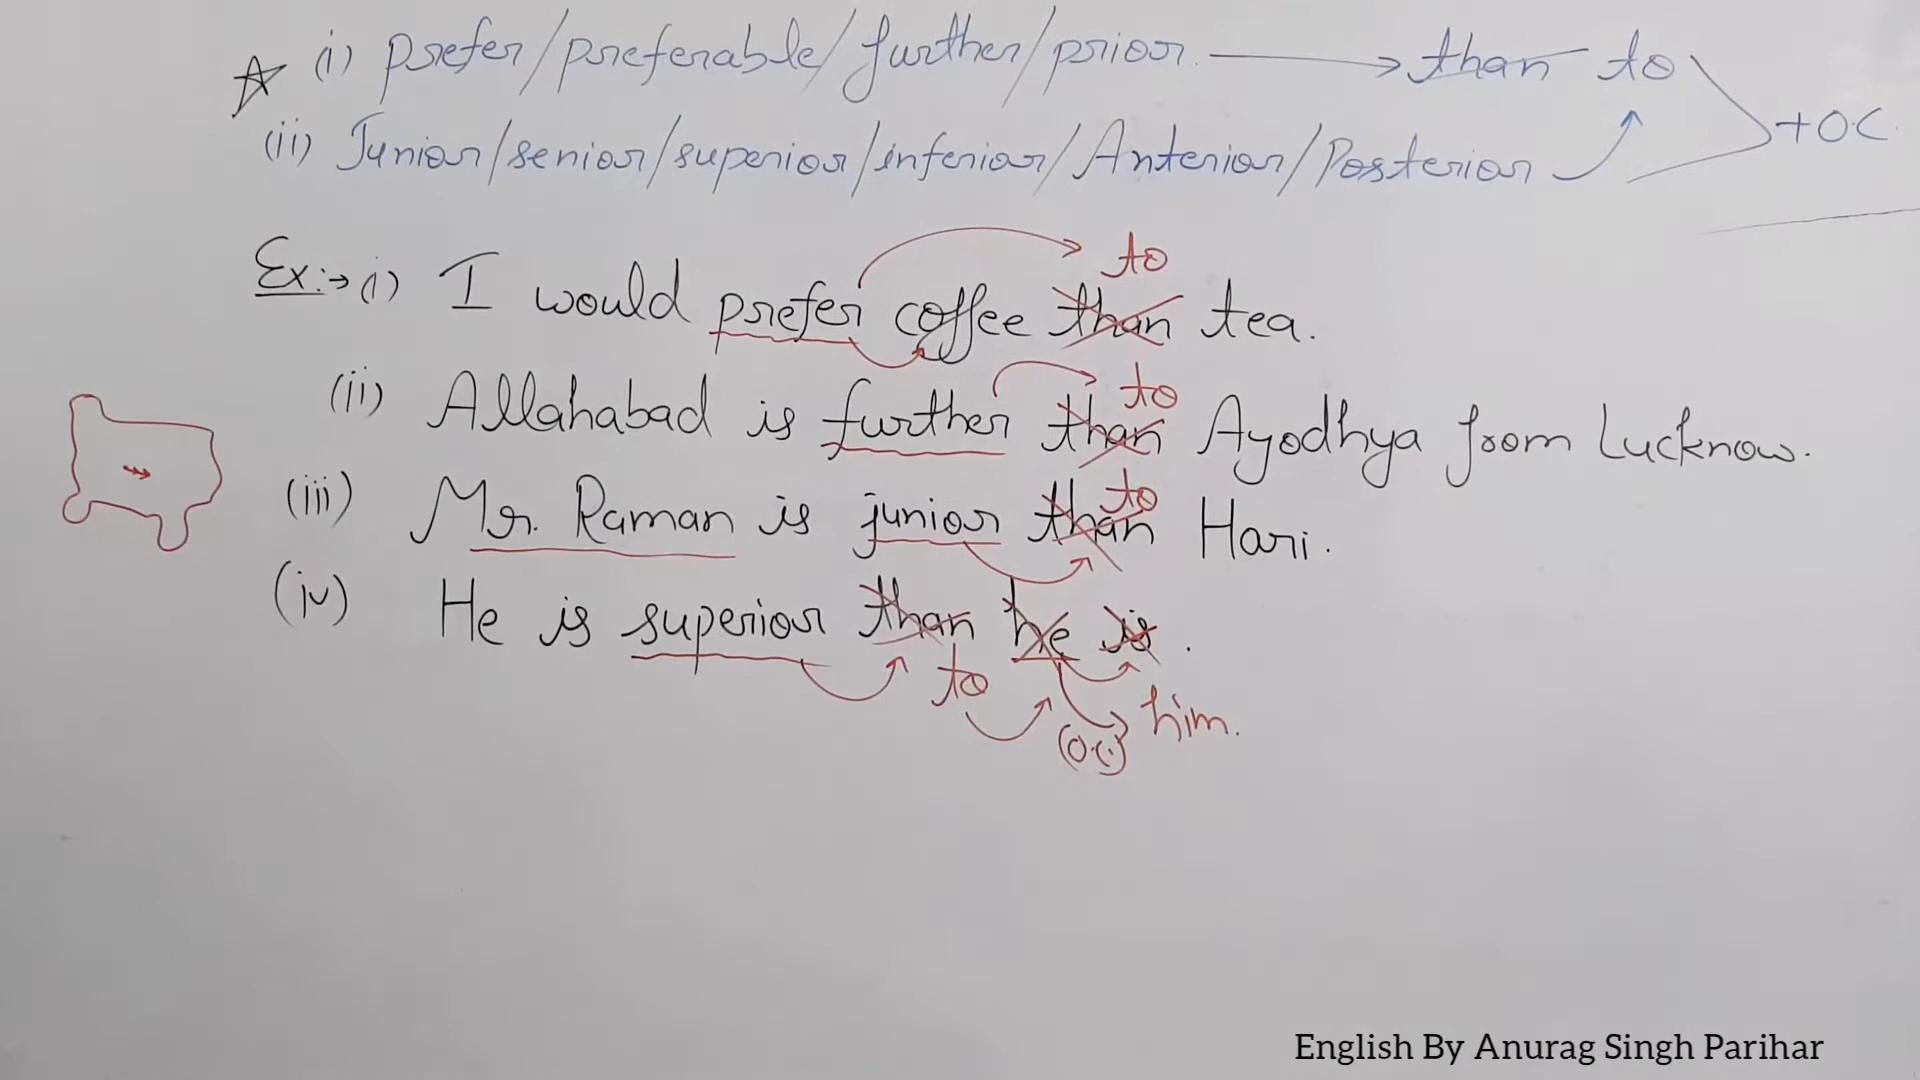 (i) prefer/preferable/further/prior. → than to
+O.C.
(ii) Junior/senior/superior/inferior/Anterior/Posterior
to
Ex:→ (i) I would prefer coffee than tea.
to
(ii) Allahabad is further than Ayodhya from Lucknow.
to
(iii) Mr. Raman is junior than Hari.
(iv) He is superior than he is.
to him.
(O.C)
English By Anurag Singh Parihar